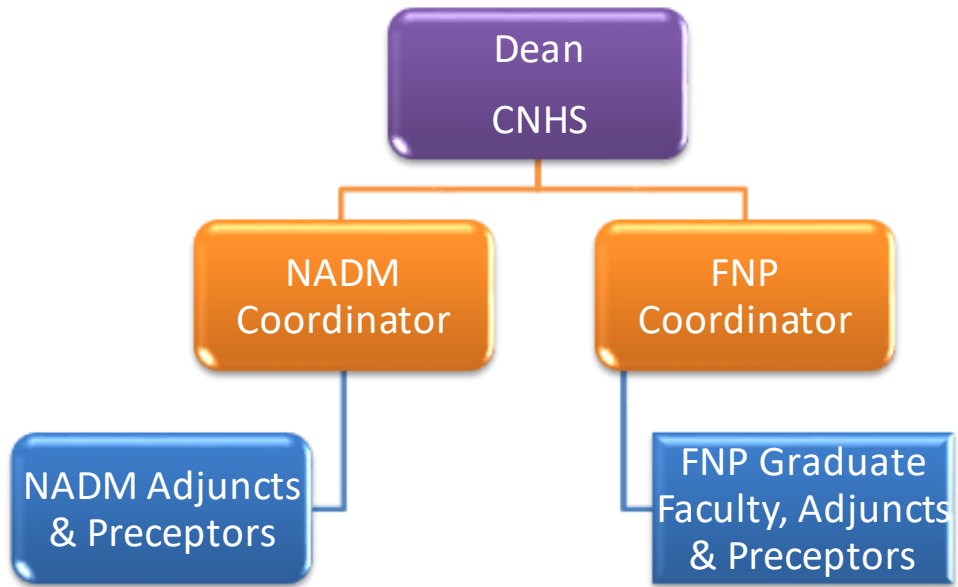 Dean
CNHS
NADM
Coordinator
FNP
Coordinator
NADM Adjuncts
& Preceptors
FNP Graduate
Faculty, Adjuncts
& Preceptors